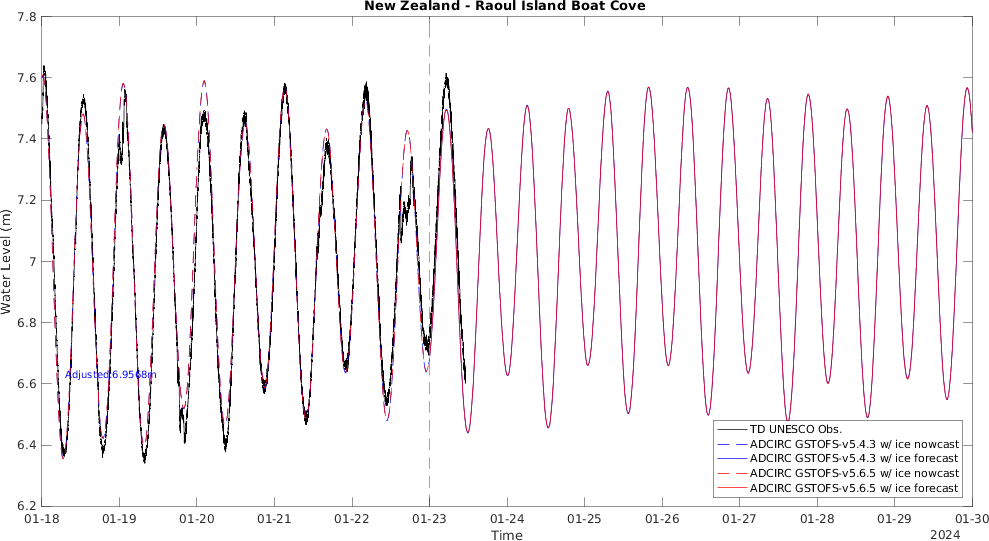 New Zealand - Raoul Island Boat Cove
7.8
7.6
7.4
7.2
7
6.8
6.6
6.4
6.2
Water Level (m)
Adjusted:6.9568m
TD UNESCO Obs.
ADCIRC GSTOFS-v5.4.3 w/ ice nowcast
ADCIRC GSTOFS-v5.4.3 w/ ice forecast
ADCIRC GSTOFS-v5.6.5 w/ ice nowcast
ADCIRC GSTOFS-v5.6.5 w/ ice forecast
01-18 01-19 01-20 01-21 01-22 01-23 01-24 01-25 01-26 01-27 01-28 01-29 01-30
Time
2024